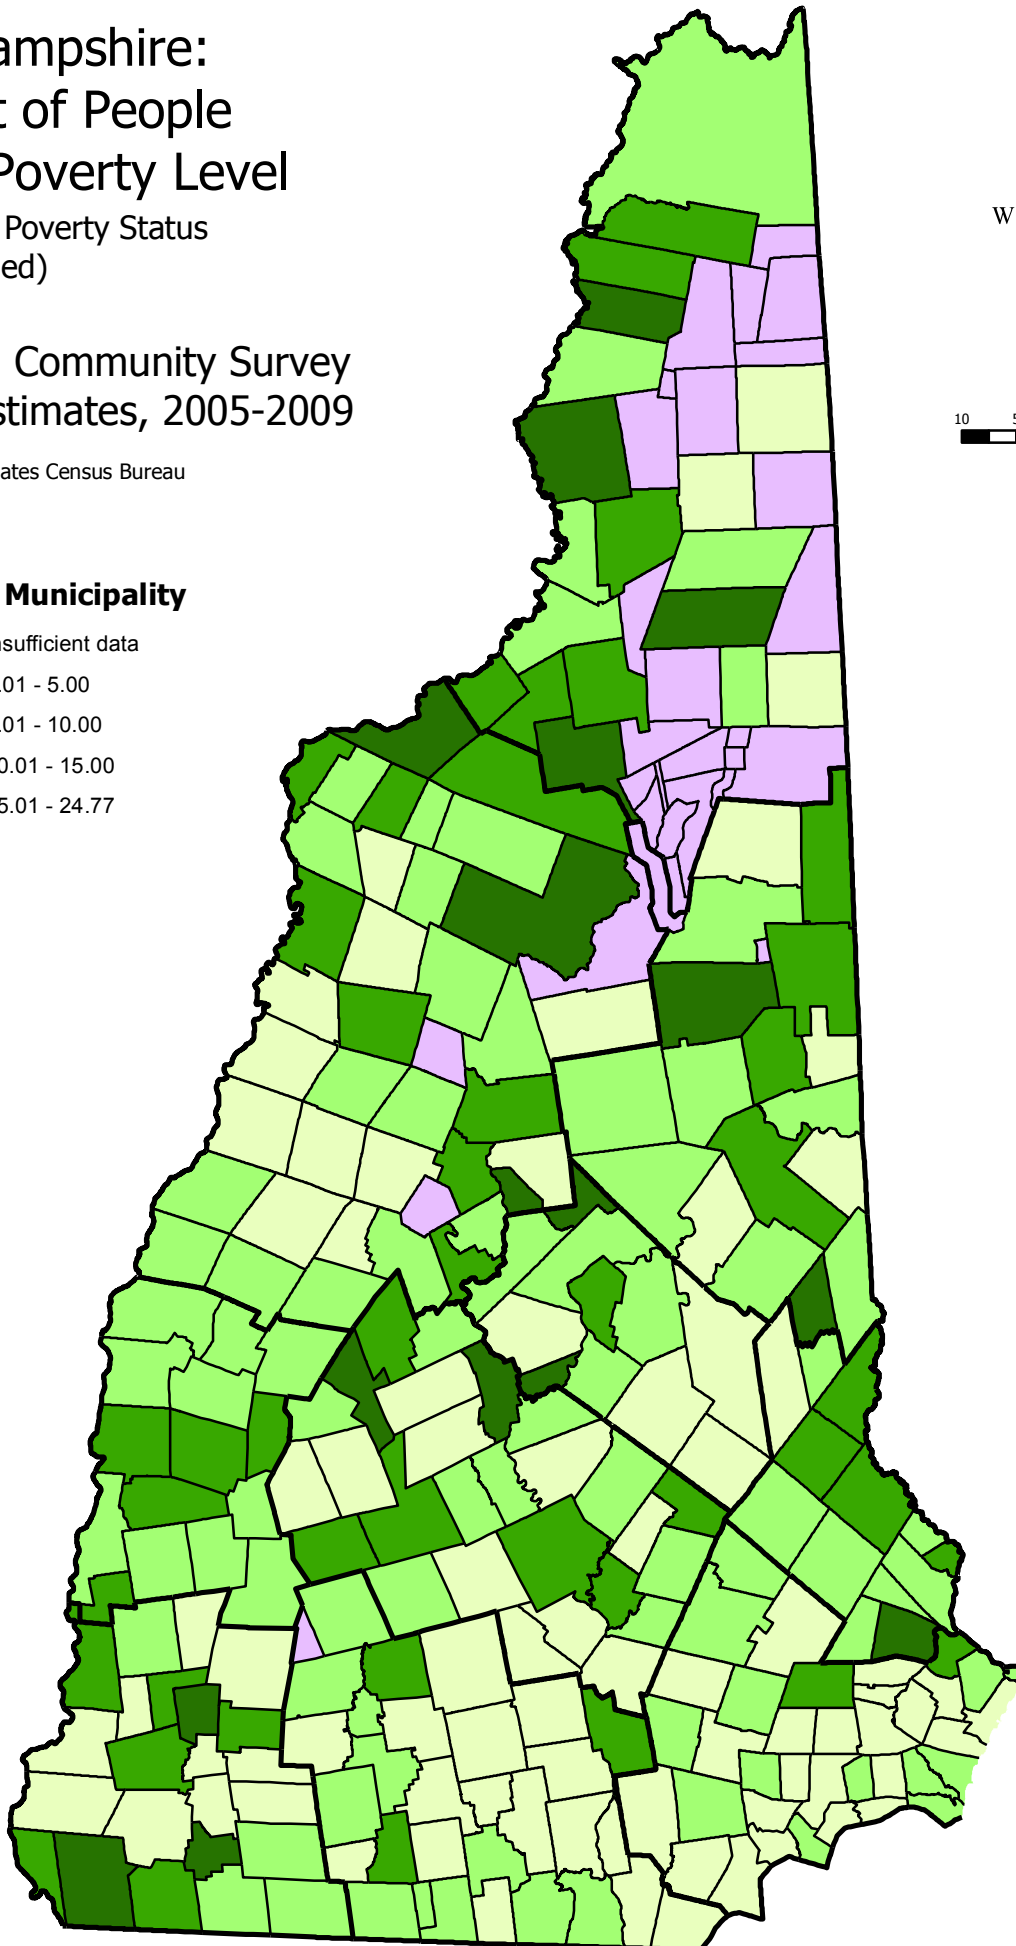 ampshire:
t of People
Poverty Level
Poverty Status
ed)
Community Survey
stimates, 2005-2009
ates Census Bureau
Municipality
nsufficient data
.01 - 5.00
.01 - 10.00
0.01 - 15.00
5.01 - 24.77
W
10 5